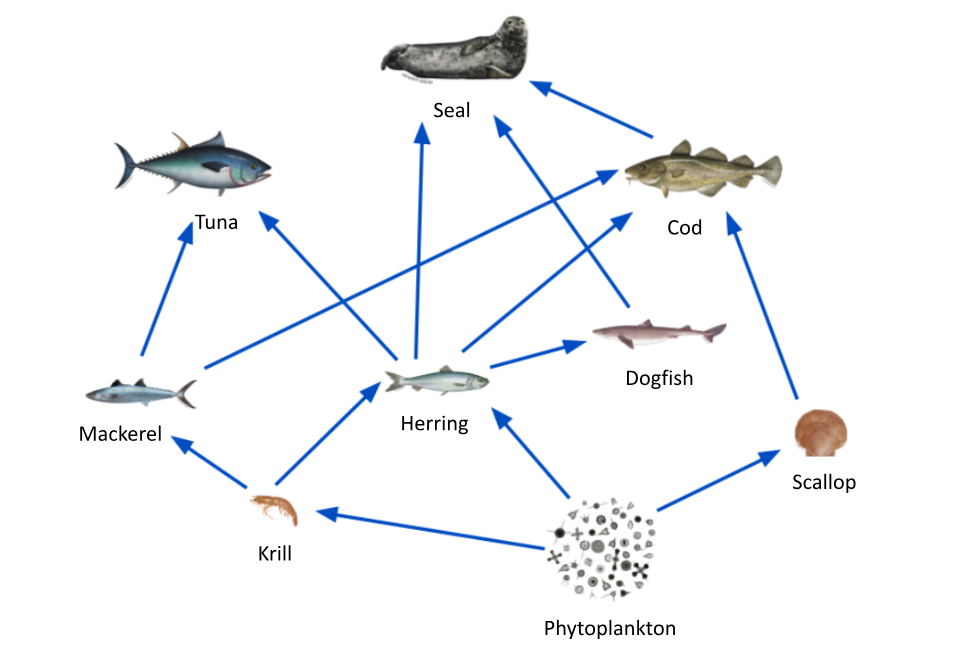 Seal
Tuna
Cod
Dogfish
Herring
Mackerel
Scallop
Krill
Phytoplankton